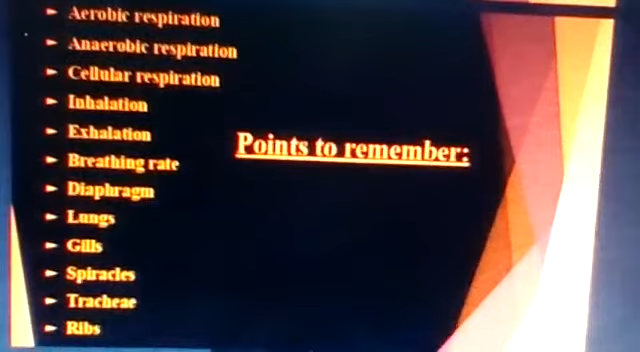 Aerobic respiration
Anaerobic respiration
Cellular respiration
Inhalation
Exhalation
Breathing rate
Diaphragm
Lungs
Gills
Spiracles
Tracheae
Ribs
Points to remember: